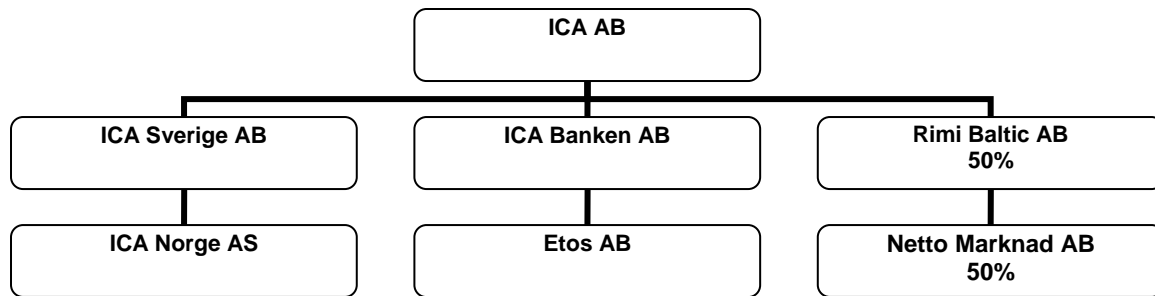 ICA AB
ICA Sverige AB
ICA Banken AB
Rimi Baltic AB
50%
ICA Norge AS
Etos AB
Netto Marknad AB
50%